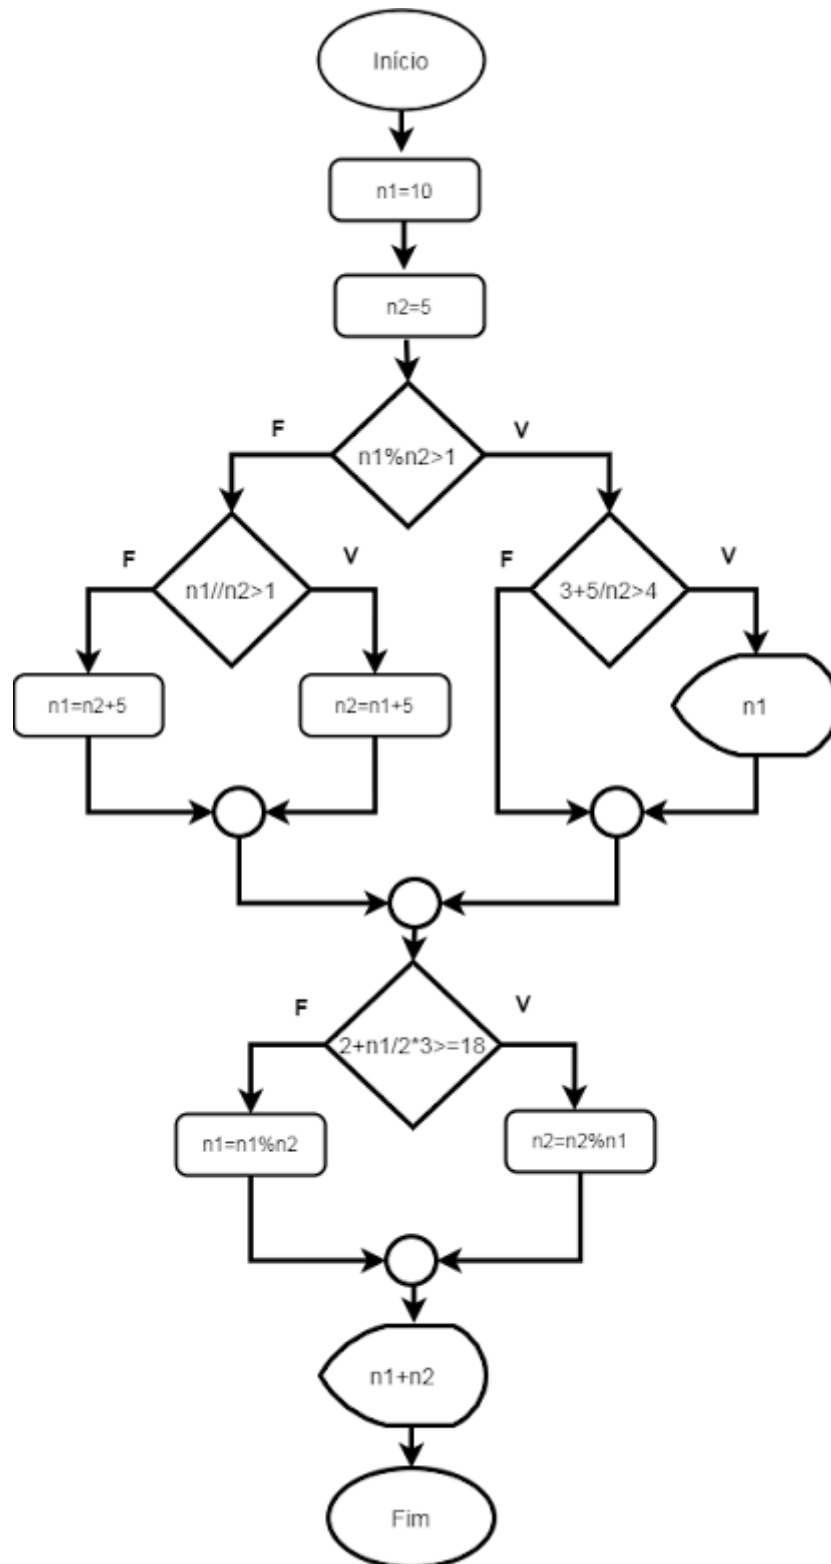 Início
n1=10
n2=5
F
V
n1%n2>1
F
V
F
V
n1//n2>1
3+5/n2>4
n1=n2+5
n2=n1+5
n1
F
V
2+n1/2*3>=18
n1=n1%n2
n2=n2%n1
n1+n2
Fim